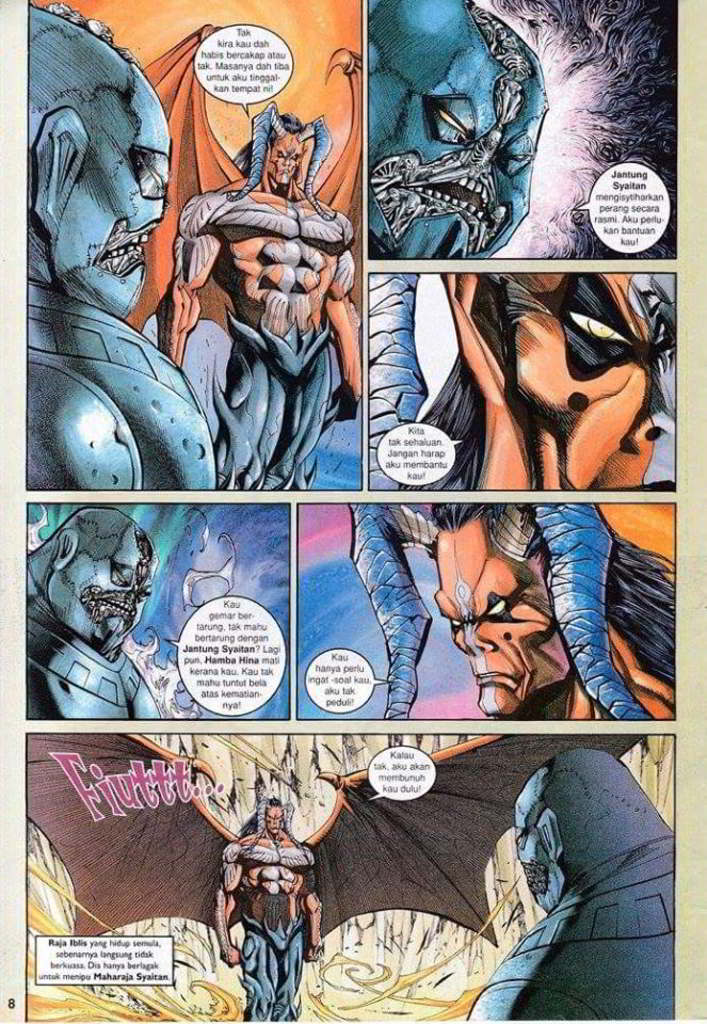 Tak
kira kau dah
habis bercakap atau
tak. Masanya dah tiba
untuk aku tinggal-
kan tempat ni!
Jantung
Syaitan
mengisytiharkan
perang secara
rasmi. Aku perlu-
kan bantuan
kau!
Kita
tak sehaluan.
Jangan harap
aku membantu
kau!
Kau
gemar ber-
tarung, tak mahu
bertarung dengan
Jantung Syaitan? Lagi
pun, Hamba Hina mati
kerana kau. Kau tak
mahu tuntut bela
atas kematian-
nya!
Kau
hanya perlu
ingat -soal kau,
aku tak
peduli!
Fiuttt...
Kalau
tak, aku akan
membunuh
kau dulu!
Raja Iblis yang hidup semula,
sebenarnya langsung tidak
berkuasa. Dia hanya berlagak
untuk menipu Maharaja Syaitan.
8